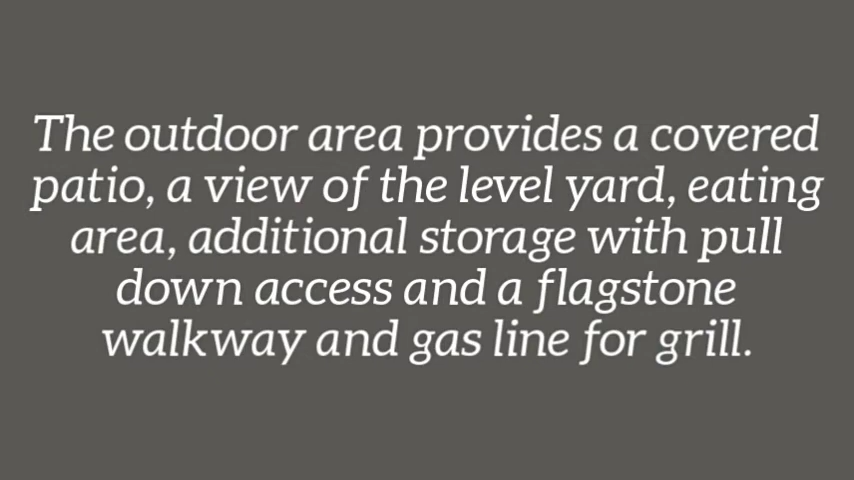 The outdoor area provides a covered
patio, a view of the level yard, eating
area, additional storage with pull
down access and a flagstone
walkway and gas line for grill.